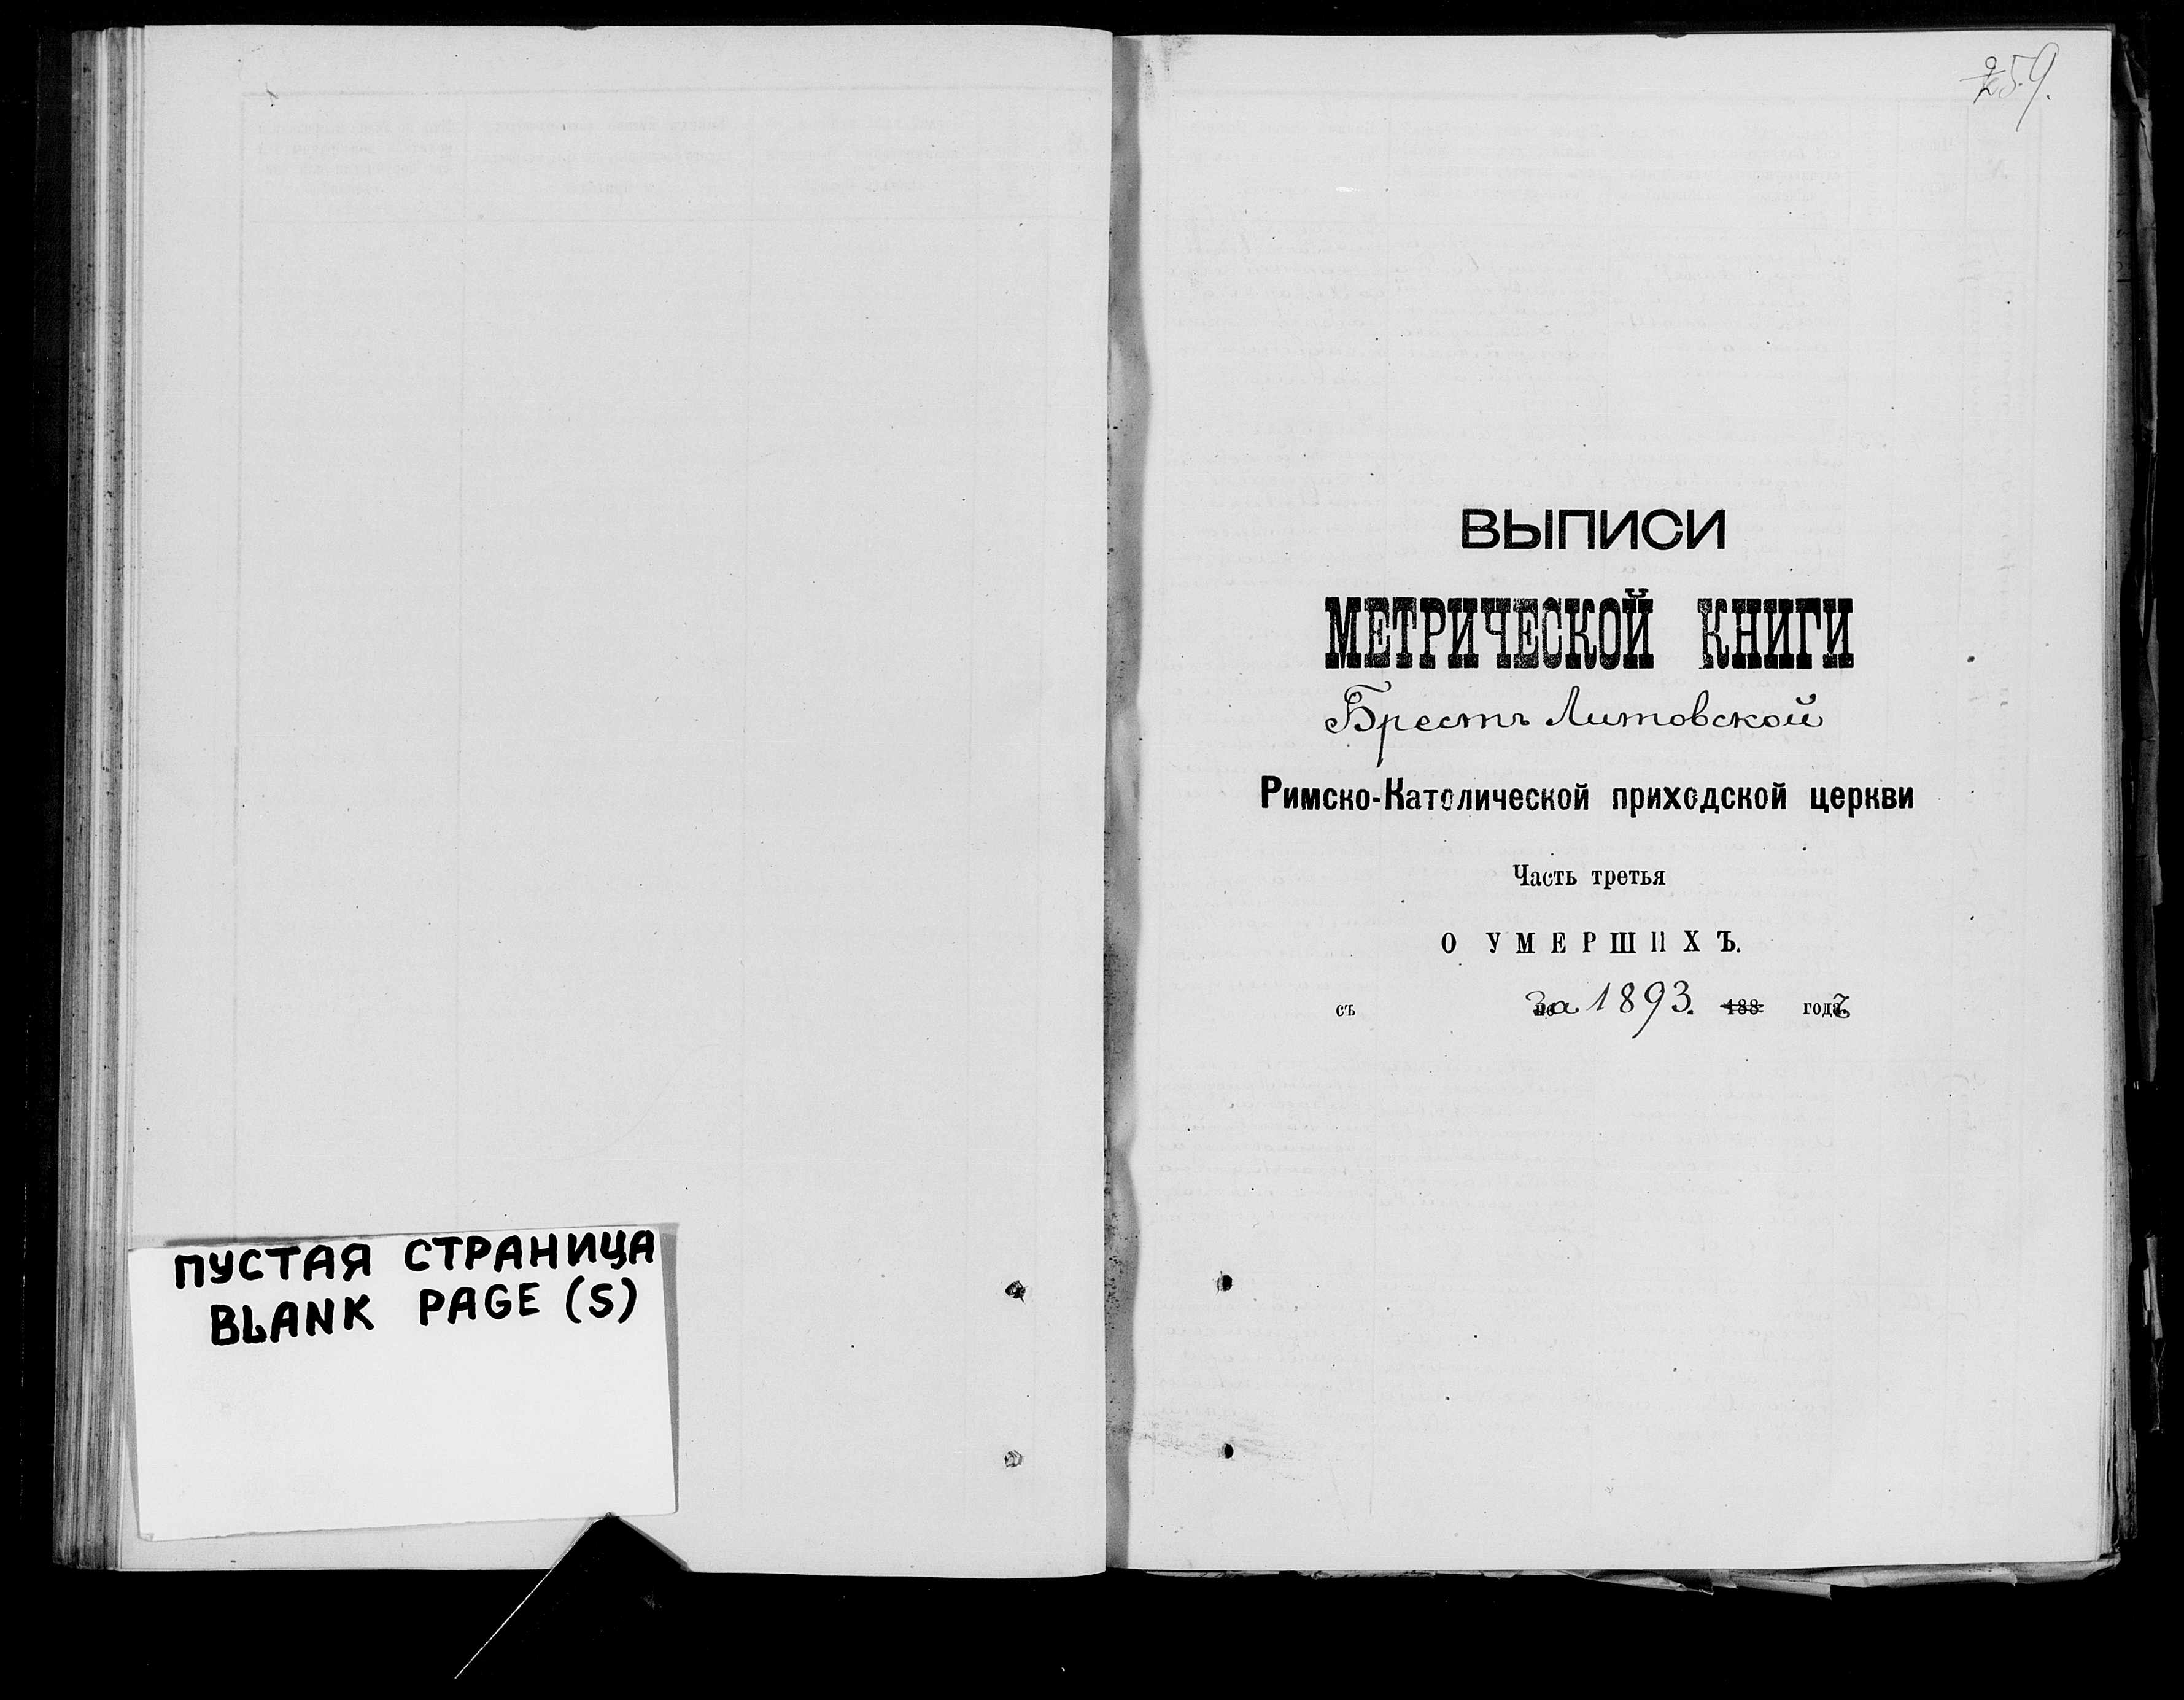 ПУСТАЯ СТРАНИЦА
BLANK PAGE (S)
259.
ВЫПИСИ
МЕТРИЧЕСКОЙ КНИГИ
Брестъ Литовской
Римско-Католической приходской церкви
Часть третья
О УМЕРШИХЪ.
съ за 1893. 188 годъ